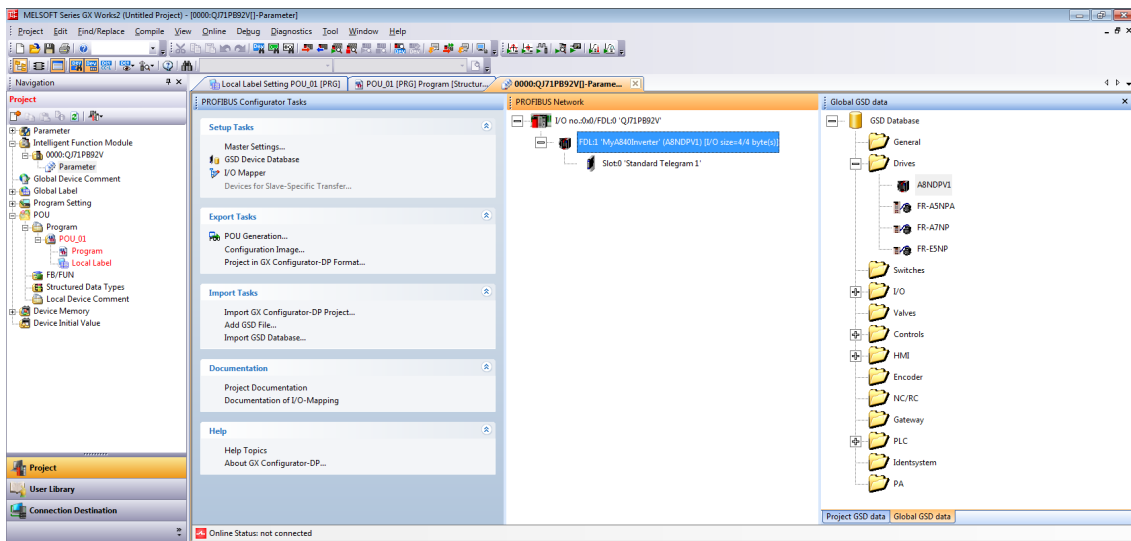 MELSOFT Series GX Works2 (Untitled Project) - [0000:QJ71PB92V[]-Parameter]
Project Edit Find/Replace Compile View Online Debug Diagnostics Tool Window Help
Navigation
Project
Parameter
Intelligent Function Module
0000:QJ71PB92V
Parameter
Global Device Comment
Global Label
Program Setting
POU
Program
POU_01
Program
Local Label
FB/FUN
Structured Data Types
Local Device Comment
Device Memory
Device Initial Value
Project
User Library
Connection Destination
Local Label Setting POU_01 [PRG]
POU_01 [PRG] Program [Structur...
0000:QJ71PB92V[]-Parame...
PROFIBUS Configurator Tasks
Setup Tasks
Master Settings...
GSD Device Database
I/O Mapper
Devices for Slave-Specific Transfer...
Export Tasks
POU Generation...
Configuration Image...
Project in GX Configurator-DP Format...
Import Tasks
Import GX Configurator-DP Project...
Add GSD File...
Import GSD Database...
Documentation
Project Documentation
Documentation of I/O-Mapping
Help
Help Topics
About GX Configurator-DP...
PROFIBUS Network
I/O no.:0x0/FDL:0 'QJ71PB92V'
FDL:1 'MyA840Inverter' (A8NDPV1) [I/O size=4/4 byte(s)]
Slot:0 'Standard Telegram 1'
Global GSD data
GSD Database
General
Drives
A8NDPV1
FR-A5NPA
FR-A7NP
FR-E5NP
Switches
I/O
Valves
Controls
HMI
Encoder
NC/RC
Gateway
PLC
Identsystem
PA
Project GSD data
Global GSD data
Online Status: not connected